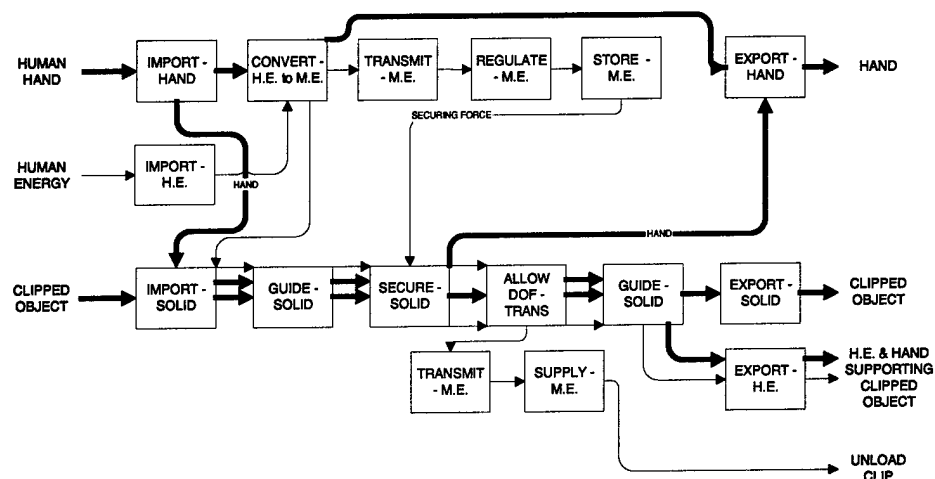 HUMAN
HAND
IMPORT -
HAND
CONVERT -
H.E. to M.E.
TRANSMIT
- M.E.
REGULATE
- M.E.
STORE -
M.E.
EXPORT -
HAND
HAND
SECURING FORCE
HUMAN
ENERGY
IMPORT -
H.E.
HAND
HAND
CLIPPED
OBJECT
IMPORT -
SOLID
GUIDE -
SOLID
SECURE -
SOLID
ALLOW
DOF -
TRANS
GUIDE -
SOLID
EXPORT -
SOLID
CLIPPED
OBJECT
TRANSMIT
- M.E.
SUPPLY -
M.E.
EXPORT -
H.E.
H.E. & HAND
SUPPORTING
CLIPPED
OBJECT
UNLOAD
CLIP